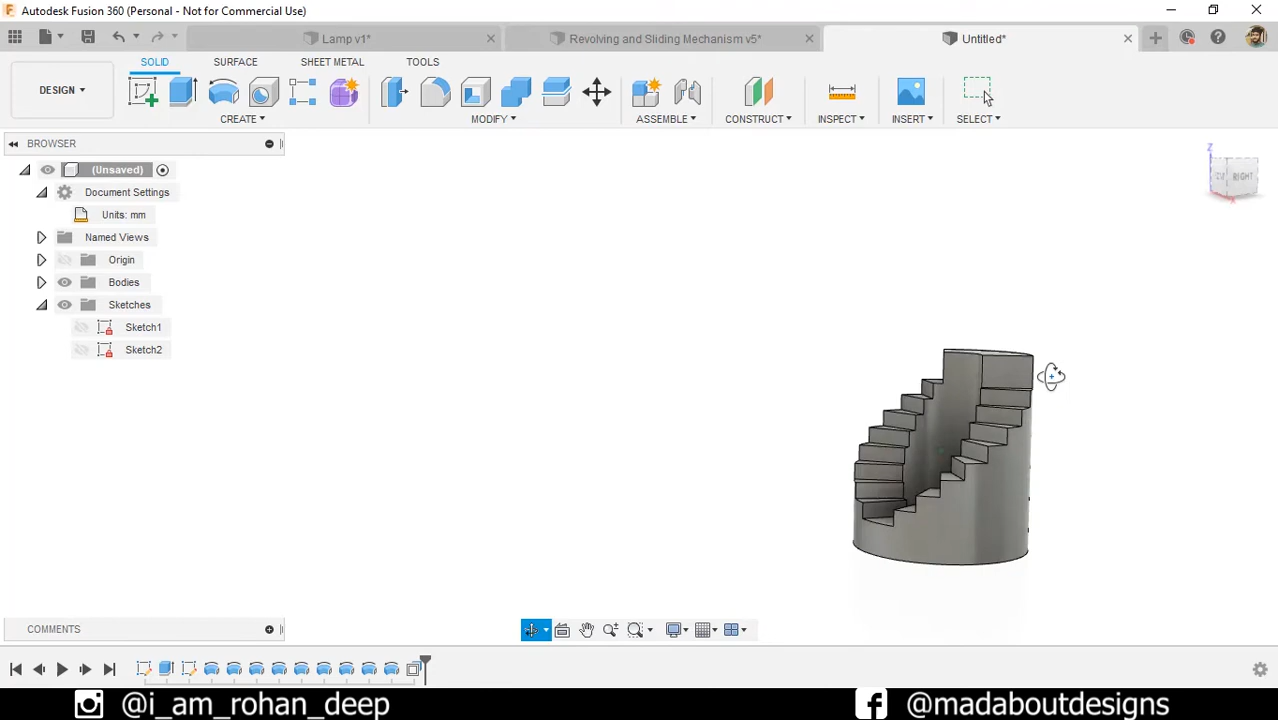 Autodesk Fusion 360 (Personal - Not for Commercial Use)
Lamp v1*
Revolving and Sliding Mechanism v5*
Untitled*
SOLID
SURFACE
SHEET METAL
TOOLS
DESIGN
CREATE
MODIFY
ASSEMBLE
CONSTRUCT
INSPECT
INSERT
SELECT
BROWSER
(Unsaved)
Document Settings
Units: mm
Named Views
Origin
Bodies
Sketches
Sketch1
Sketch2
Z
RIGHT
X
COMMENTS
@i_am_rohan_deep
@madaboutdesigns